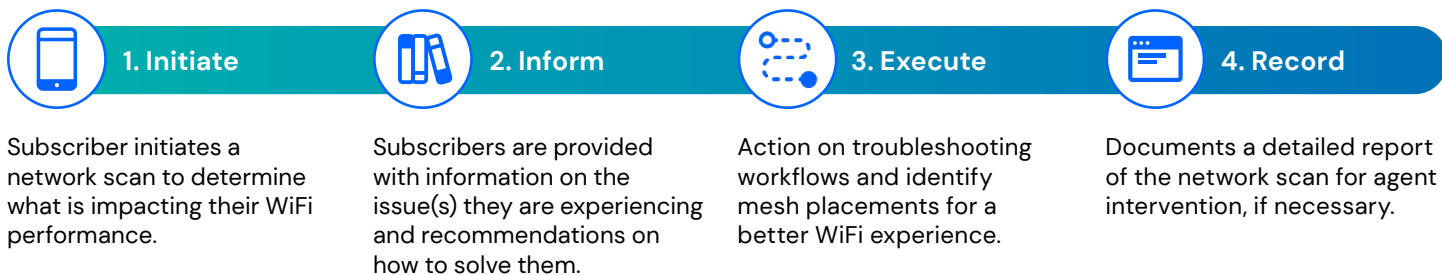 1. Initiate
Subscriber initiates a
network scan to determine
what is impacting their WiFi
performance.
2. Inform
Subscribers are provided
with information on the
issue(s) they are experiencing
and recommendations on
how to solve them.
3. Execute
Action on troubleshooting
workflows and identify
mesh placements for a
better WiFi experience.
4. Record
Documents a detailed report
of the network scan for agent
intervention, if necessary.